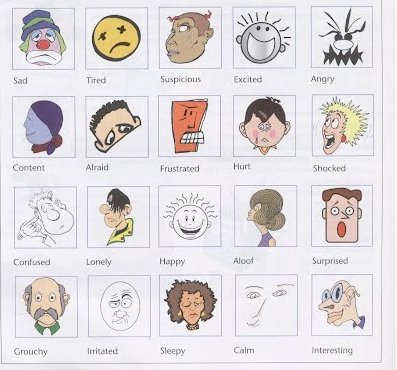 Sad Tired Suspicious Excited Angry
Content Afraid Frustrated Hurt Shocked
Confused Lonely Happy Aloof Surprised
Grouchy Irritated Sleepy Calm Interesting